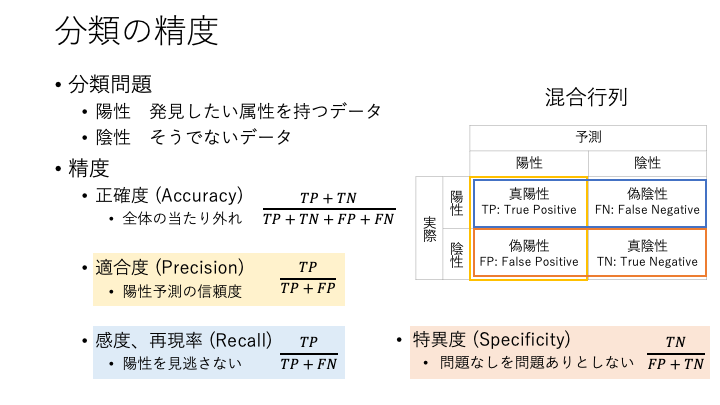 分類の精度
• 分類問題
• 陽性　発見したい属性を持つデータ
• 陰性　そうでないデータ
• 精度
• 正確度 (Accuracy)
TP + TN
TP + TN + FP + FN
• 全体の当たり外れ
• 適合度 (Precision)
TP
TP + FP
• 陽性予測の信頼度
• 感度、再現率 (Recall)
TP
TP + FN
• 陽性を見逃さない
混合行列
予測
陽性
陰性
実際
陽性
真陽性
TP: True Positive
偽陰性
FN: False Negative
陰性
偽陽性
FP: False Positive
真陰性
TN: True Negative
• 特異度 (Specificity)
TN
FP + TN
• 問題なしを問題ありとしない